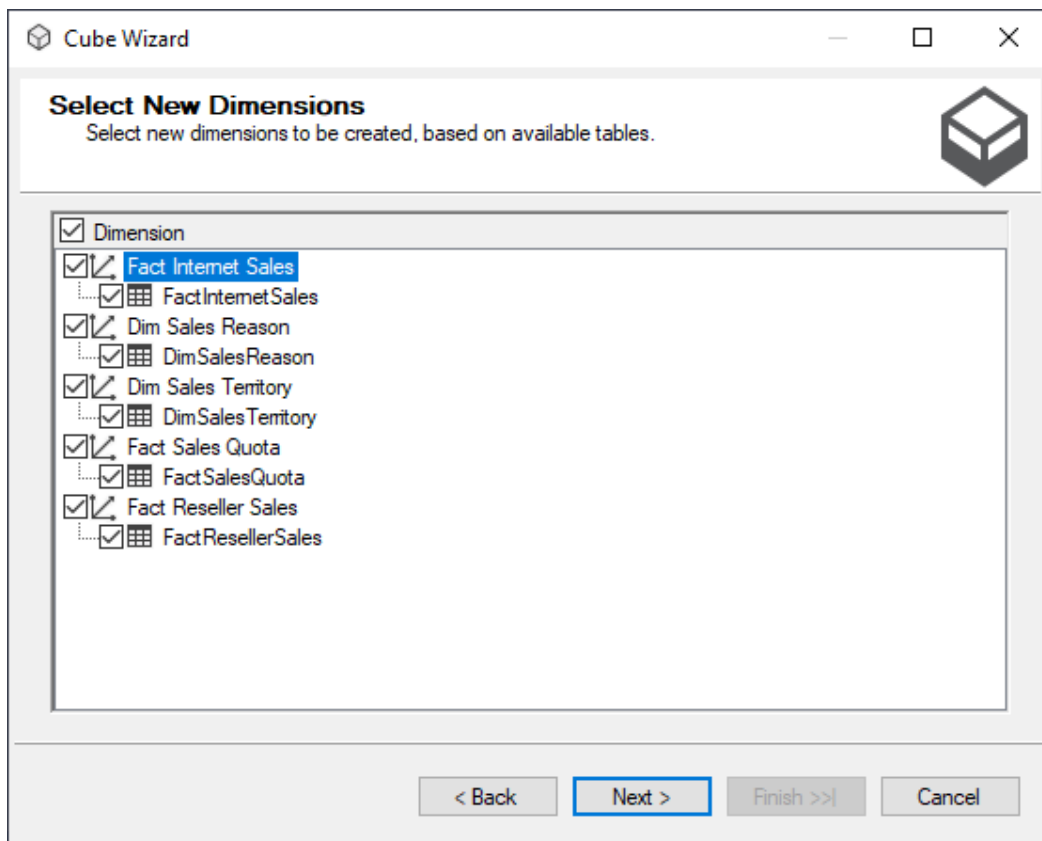 Cube Wizard
Select New Dimensions
Select new dimensions to be created, based on available tables.
Dimension
Fact Internet Sales
FactInternetSales
Dim Sales Reason
DimSalesReason
Dim Sales Territory
DimSalesTerritory
Fact Sales Quota
FactSalesQuota
Fact Reseller Sales
FactResellerSales
< Back Next > Finish >>| Cancel